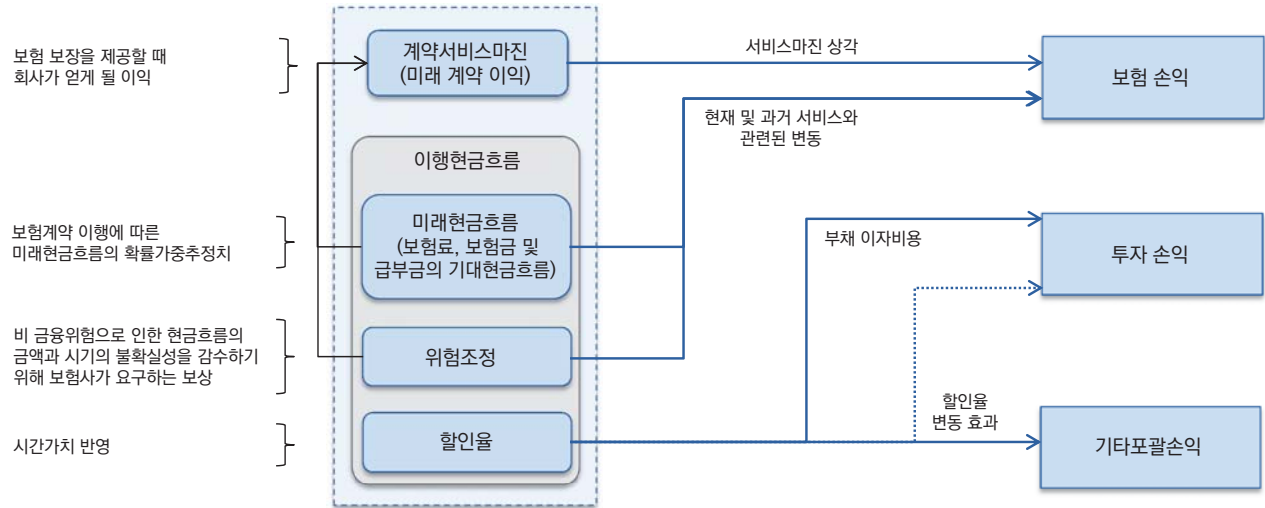 보험 보장을 제공할 때
회사가 얻게 될 이익
계약서비스마진
(미래 계약 이익)
서비스마진 상각
보험 손익
현재 및 과거 서비스와
관련된 변동
이행현금흐름
보험계약 이행에 따른
미래현금흐름의 확률가중추정치
미래현금흐름
(보험료, 보험금 및
급부금의 기대현금흐름)
부채 이자비용
투자 손익
비 금융위험으로 인한 현금흐름의
금액과 시기의 불확실성을 감수하기
위해 보험사가 요구하는 보상
위험조정
시간가치 반영
할인율
할인율
변동 효과
기타포괄손익